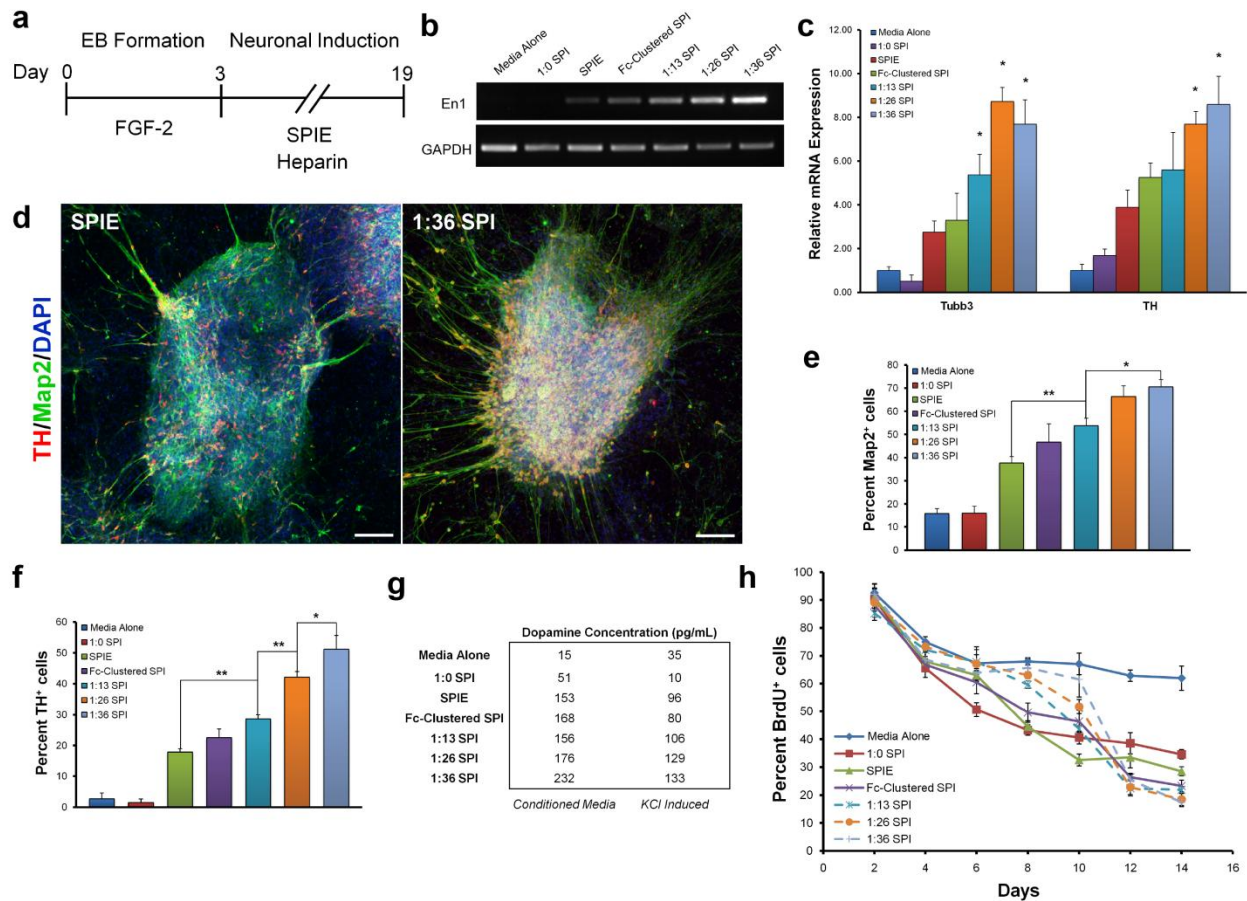 a
EB Formation Neuronal Induction
Day 0 3 19
FGF-2
SPIE
Heparin
b
Media Alone 1:0 SPI SPIE Fc-Clustered SPI 1:13 SPI 1:26 SPI 1:36 SPI
En1
GAPDH
c
Relative mRNA Expression
12.00
10.00
8.00
6.00
4.00
2.00
0.00
Media Alone
1:0 SPI
SPIE
Fc-Clustered SPI
1:13 SPI
1:26 SPI
1:36 SPI
* * * * *
Tubb3 TH
d
TH/Map2/DAPI
SPIE 1:36 SPI
e
Percent Map2+ cells
80
70
60
50
40
30
20
10
0
Media Alone
1:0 SPI
SPIE
Fc-Clustered SPI
1:13 SPI
1:26 SPI
1:36 SPI
** *
f
Percent TH+ cells
60
50
40
30
20
10
0
Media Alone
1:0 SPI
SPIE
Fc-Clustered SPI
1:13 SPI
1:26 SPI
1:36 SPI
** ** *
g
Dopamine Concentration (pg/mL)
Media Alone 15 35
1:0 SPI 51 10
SPIE 153 96
Fc-Clustered SPI 168 80
1:13 SPI 156 106
1:26 SPI 176 129
1:36 SPI 232 133
Conditioned Media KCl Induced
h
Percent BrdU+ cells
100
90
80
70
60
50
40
30
20
10
0
Media Alone
1:0 SPI
SPIE
Fc-Clustered SPI
1:13 SPI
1:26 SPI
1:36 SPI
0 2 4 6 8 10 12 14 16
Days